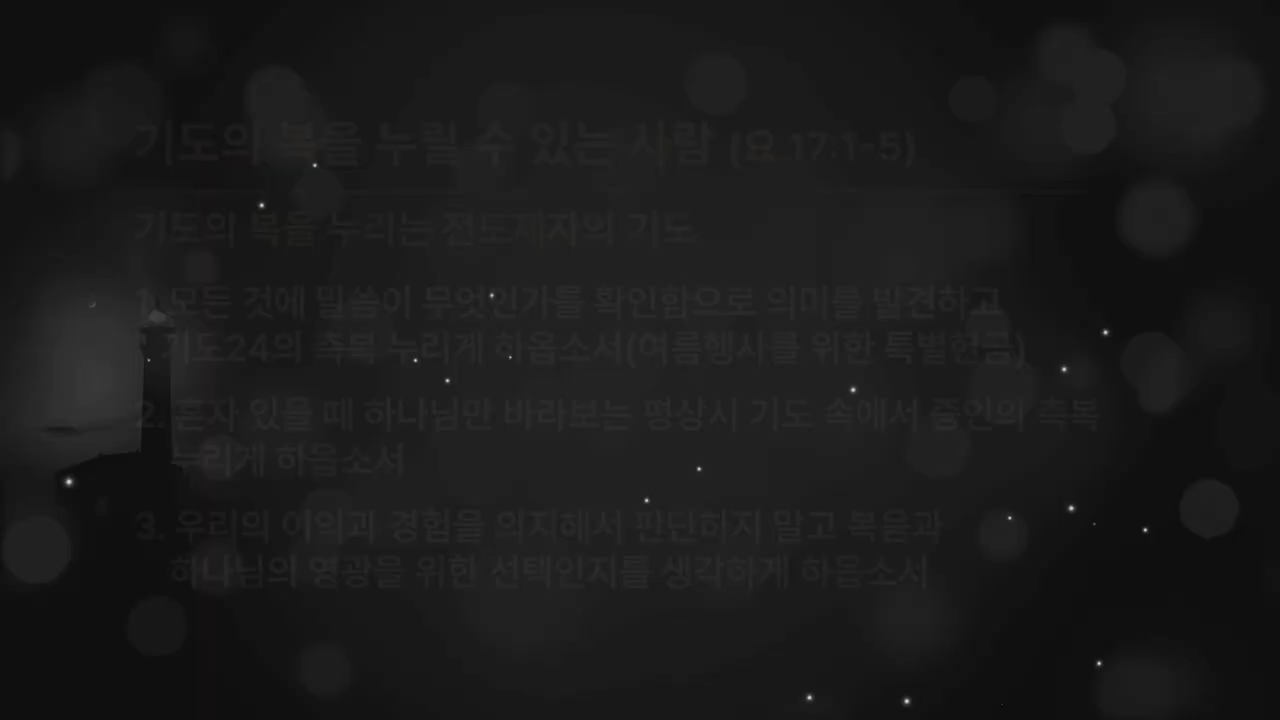 기도의 복을 누릴 수 있는 사람 (요 17:1-5)
기도의 복을 누리는 전도제자의 기도
1. 모든 것에 말씀이 무엇인가를 확인함으로 의미를 발견하고
기도24의 축복 누리게 하옵소서(여름행사를 위한 특별헌금)
2. 혼자 있을 때 하나님만 바라보는 평상시 기도 속에서 증인의 축복
누리게 하옵소서
3. 우리의 이익과 경험을 의지해서 판단하지 말고 복음과
하나님의 영광을 위한 선택인지를 생각하게 하옵소서